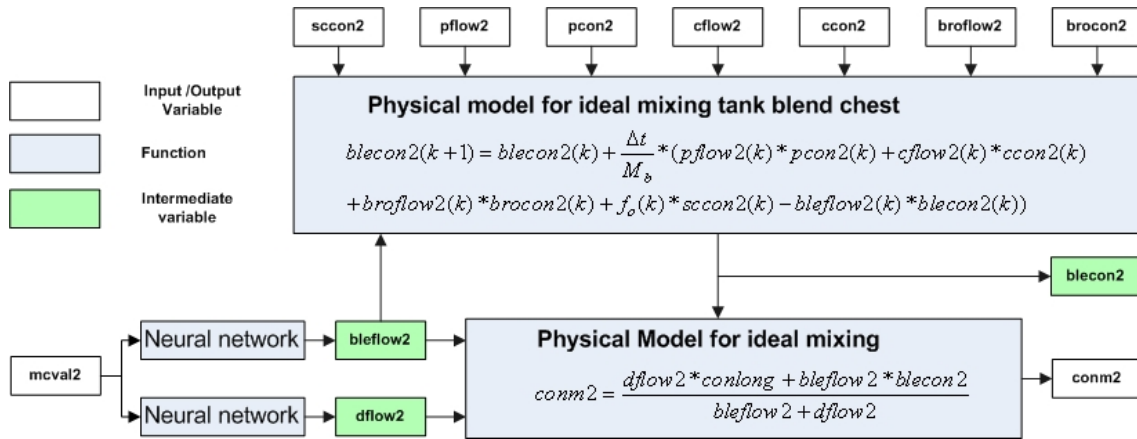 sccon2 pflow2 pcon2 cflow2 ccon2 broflow2 brocon2
Input /Output
Variable
Function
Intermediate
variable
Physical model for ideal mixing tank blend chest
blecon2(k+1) = blecon2(k) + \frac{Δt}{M_b} *(pflow2(k)*pcon2(k)+cflow2(k)*ccon2(k)
+broflow2(k)*brocon2(k)+f_o(k)*sccon2(k)−bleflow2(k)*blecon2(k))
blecon2
mcval2
Neural network
bleflow2
Neural network
dflow2
Physical Model for ideal mixing
conm2 = \frac{dflow2*conlong+bleflow2*blecon2}{bleflow2+dflow2}
conm2